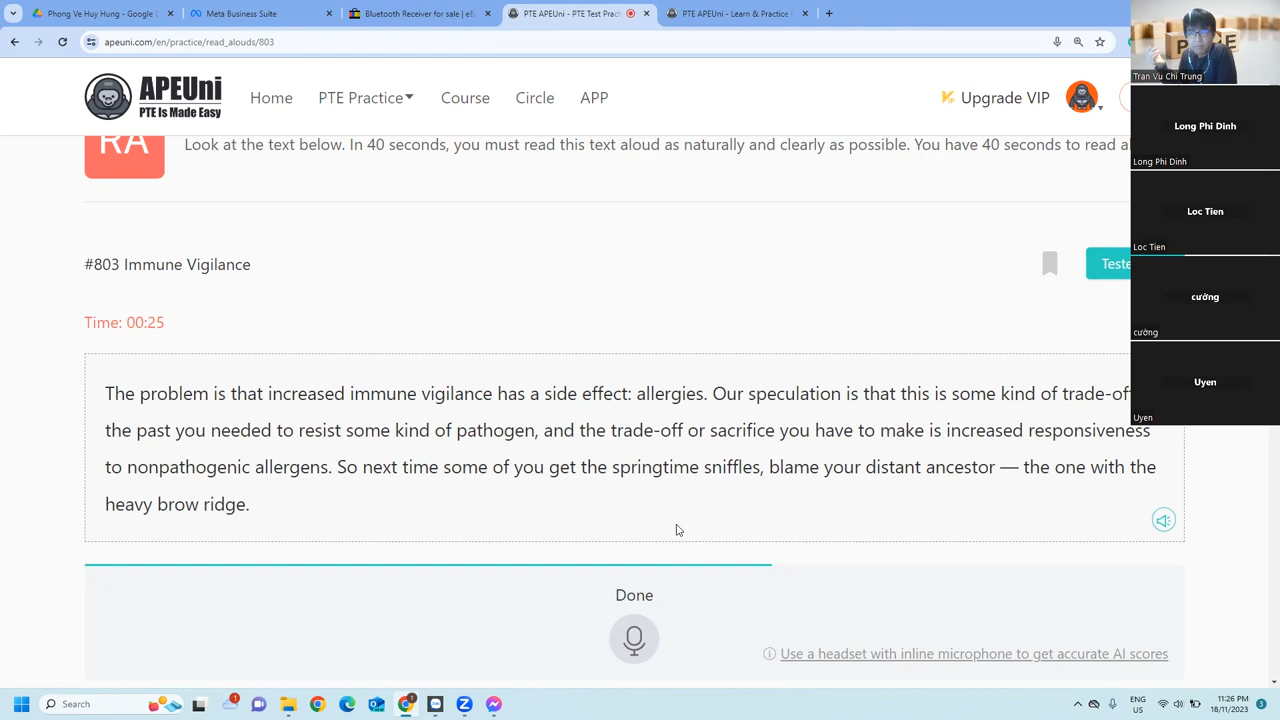 Phong Ve Huy Hung - Google
Meta Business Suite
Bluetooth Receiver for sale | eB
PTE APEUni - PTE Test Prac
PTE APEUni - Learn & Practice
apeuni.com/en/practice/read_alouds/803
APEUni
PTE Is Made Easy
Home
PTE Practice
Course
Circle
APP
Upgrade VIP
Tran Vu Chi Trung
Long Phi Dinh
Long Phi Dinh
Loc Tien
Loc Tien
cường
cường
Uyen
Uyen
RA
Look at the text below. In 40 seconds, you must read this text aloud as naturally and clearly as possible. You have 40 seconds to read al
#803 Immune Vigilance
Teste
Time: 00:25
The problem is that increased immune vigilance has a side effect: allergies. Our speculation is that this is some kind of trade-off
the past you needed to resist some kind of pathogen, and the trade-off or sacrifice you have to make is increased responsiveness
to nonpathogenic allergens. So next time some of you get the springtime sniffles, blame your distant ancestor — the one with the
heavy brow ridge.
Done
Use a headset with inline microphone to get accurate AI scores
Search
ENG
US
11:26 PM
18/11/2023